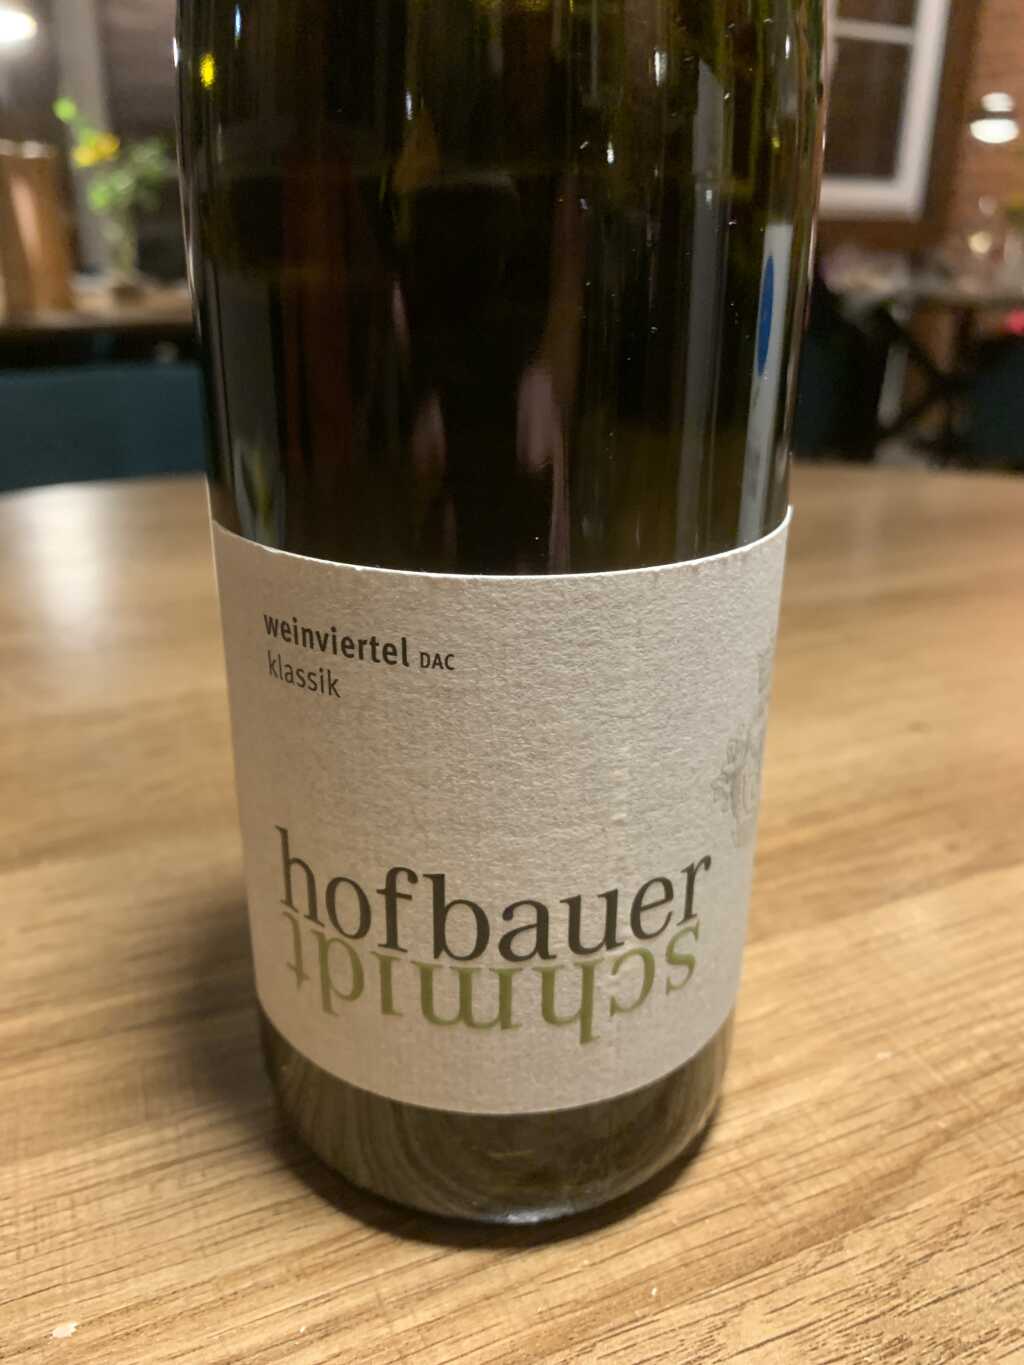 weinviertel DAC
klassik
hofbauer
schmidt